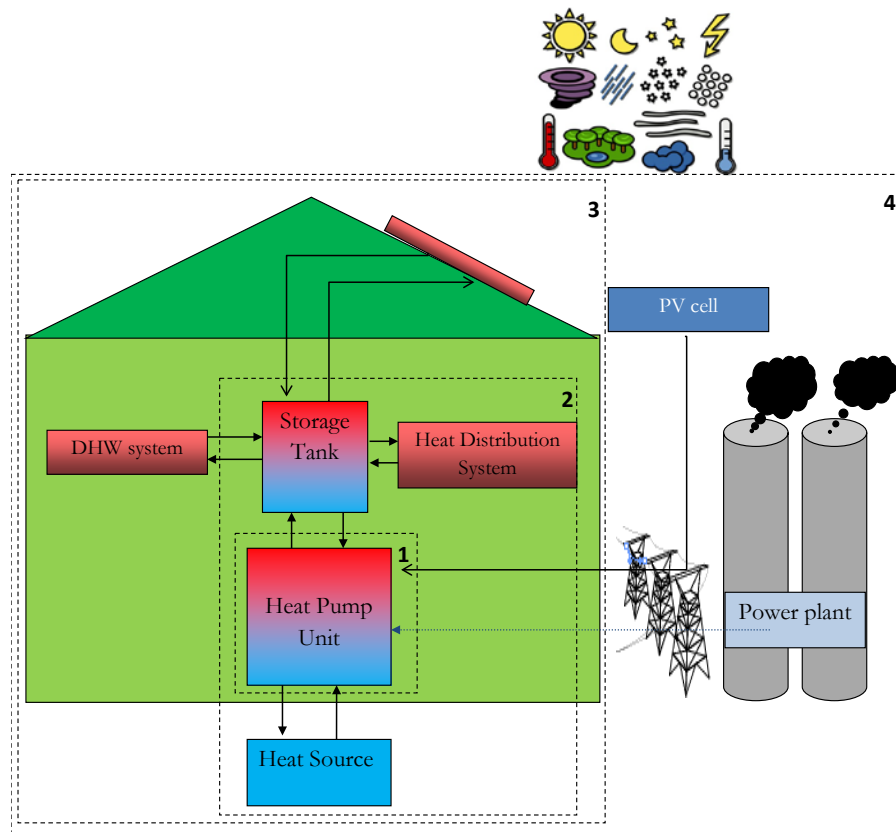 3
4
PV cell
2
Storage
Tank
DHW system
Heat Distribution
System
1
Heat Pump
Unit
Power plant
Heat Source